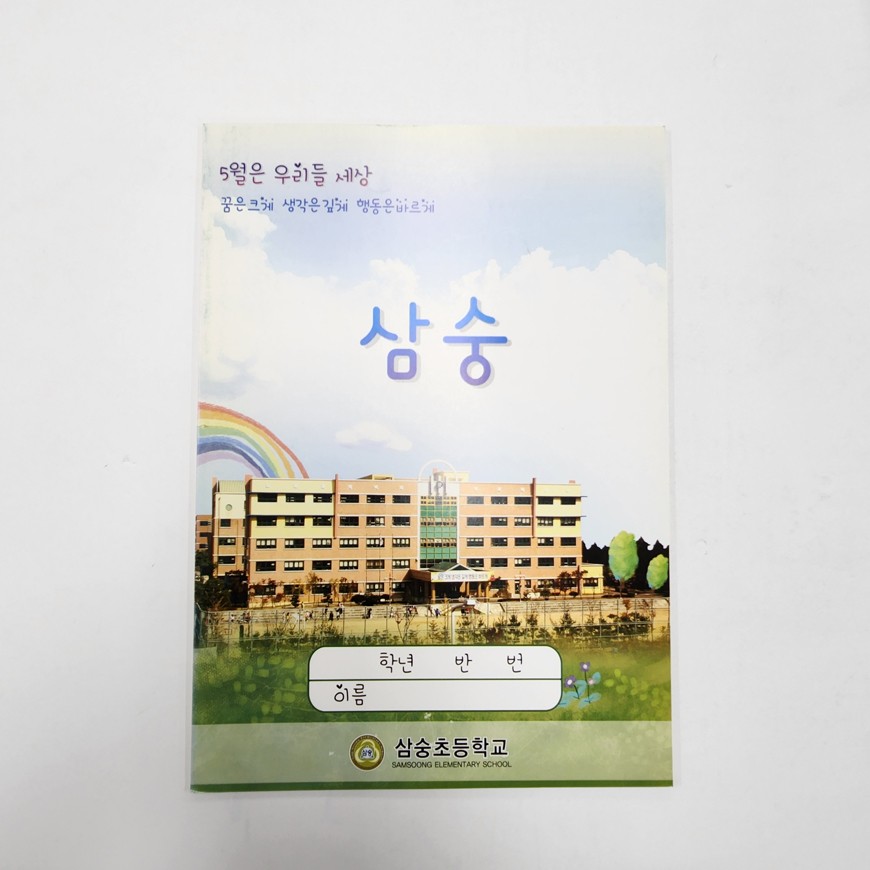 5월은 우리들 세상
꿈은크게 생각은깊게 행동은바르게
삼숭
학년 반 번
이름
삼숭
삼숭초등학교
SAMSOONG ELEMENTARY SCHOOL